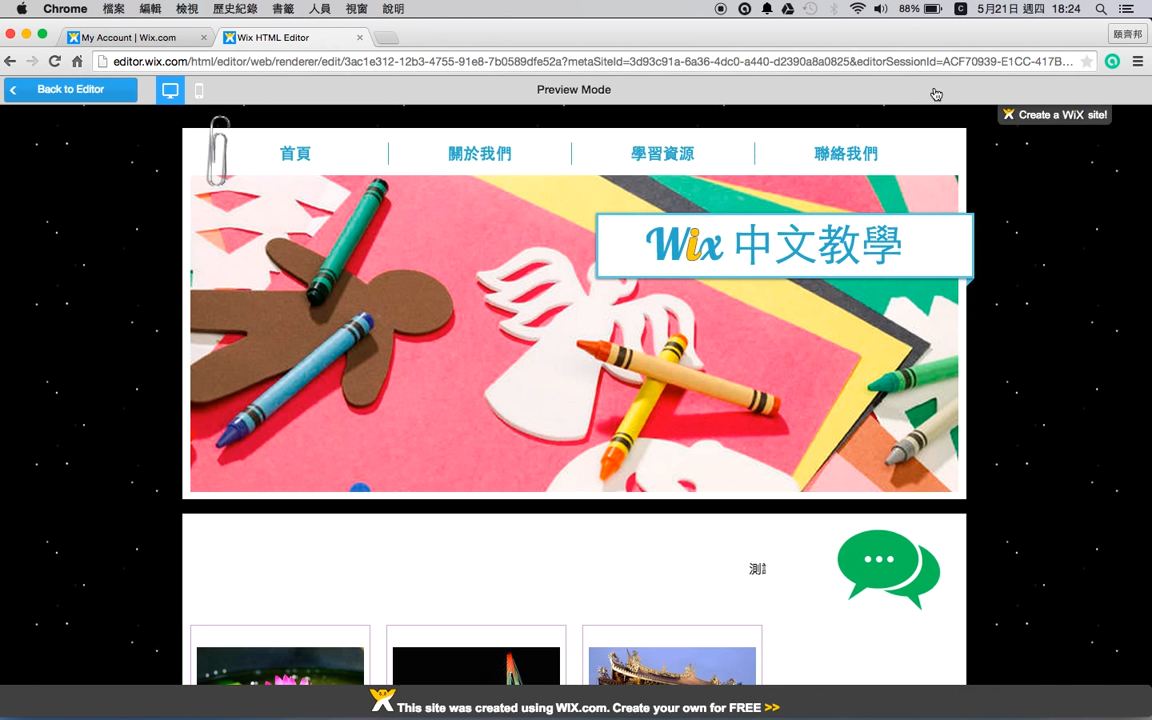 Chrome 檔案 編輯 檢視 歷史紀錄 書籤 人員 視窗 說明 88% 5月21日 週四 18:24
My Account | Wix.com Wix HTML Editor 顧齊邦
editor.wix.com/html/editor/web/renderer/edit/3ac1e312-12b3-4755-91e8-7b0589dfe52a?metaSiteId=3d93c91a-6a36-4dc0-a440-d2390a8a0825&editorSessionId=ACF70939-E1CC-417B...
Back to Editor Preview Mode
Create a WiX site!
首頁 關於我們 學習資源 聯絡我們
Wix 中文教學
測
This site was created using WIX.com. Create your own for FREE >>